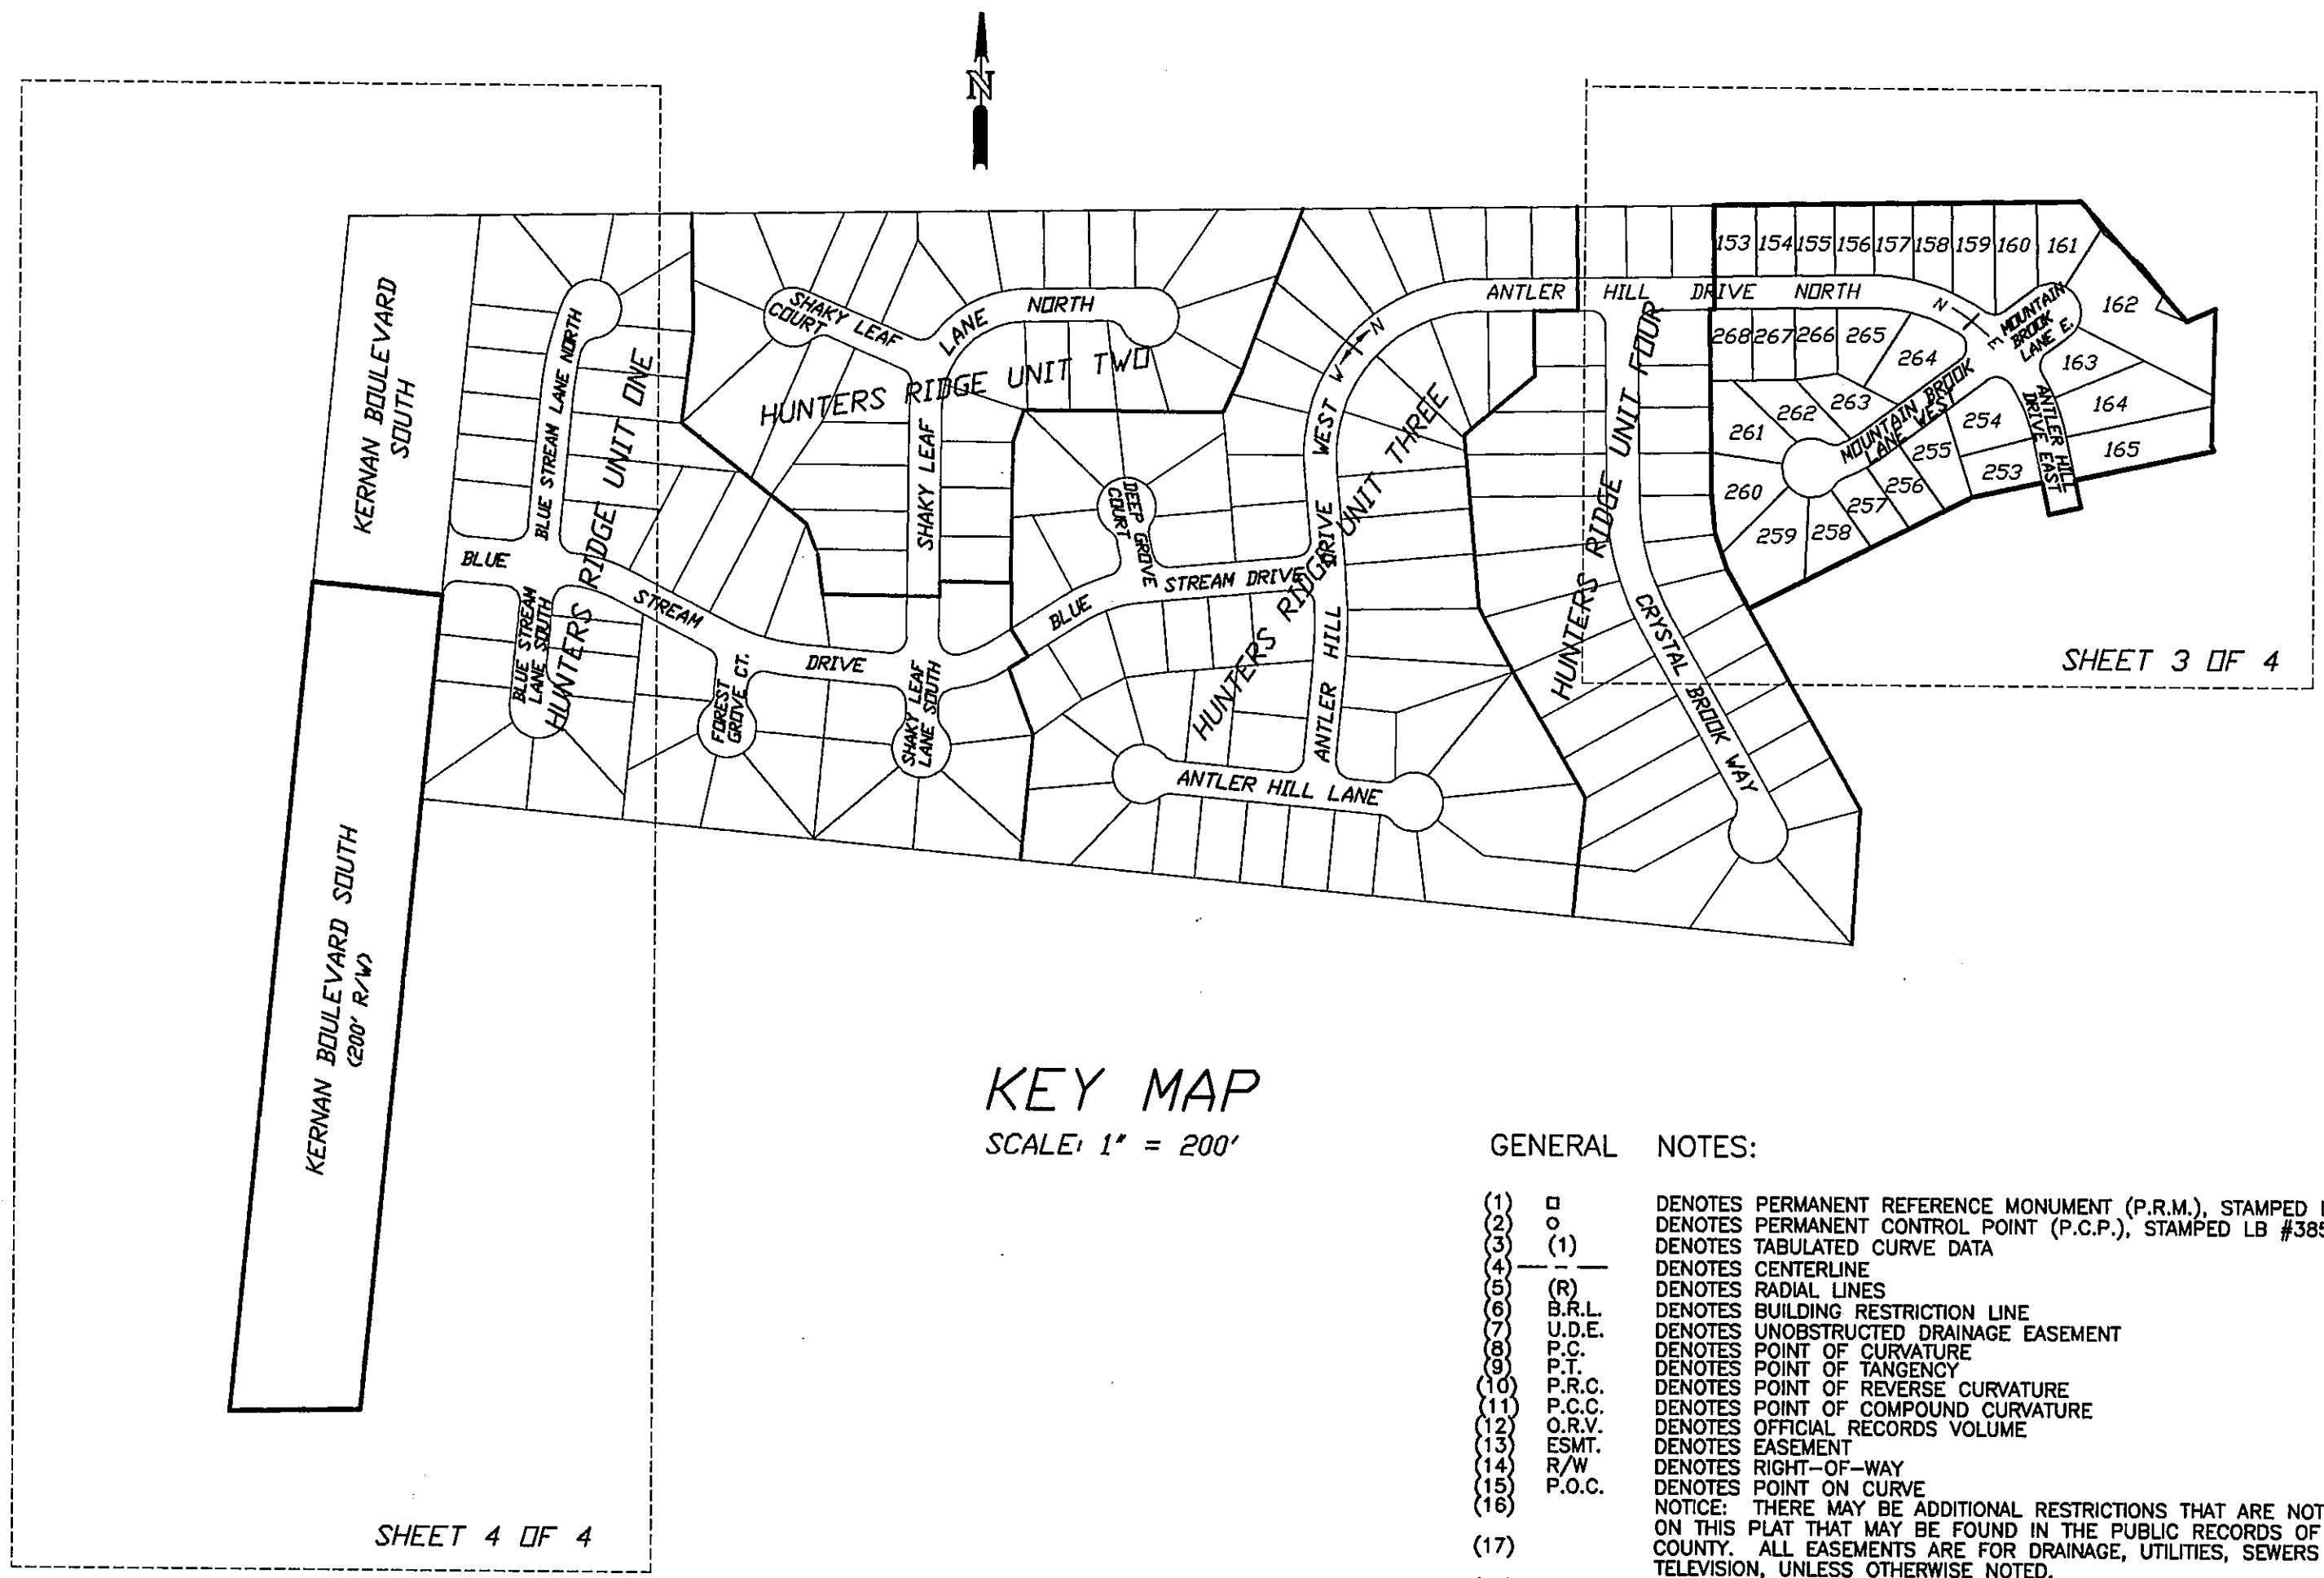 N
KERNAN BOULEVARD
SOUTH
BLUE STREAM LANE NORTH
HUNTERS RIDGE UNIT ONE
SHAKY LEAF
COURT
LANE NORTH
HUNTERS RIDGE UNIT TWO
SHAKY LEAF
ANTLER HILL DRIVE NORTH
W N
N E
153 154 155 156 157 158 159 160 161
162
163
164
165
268 267 266 265
264
263
262
261
260
259
258
257
256
255
254
253
MOUNTAIN
BROOK
LANE E.
MOUNTAIN BROOK
LANE WEST
ANTLER HILL
DRIVE EAST
DEEP GROVE
COURT
ANTLER HILL DRIVE WEST
HUNTERS RIDGE UNIT THREE
HUNTERS RIDGE UNIT FOUR
CRYSTAL BROOK WAY
BLUE STREAM DRIVE
BLUE STREAM DRIVE
BLUE STREAM
LANE SOUTH
FOREST
GROVE CT.
SHAKY LEAF
LANE SOUTH
ANTLER HILL LANE
SHEET 3 OF 4
KERNAN BOULEVARD SOUTH
(200' R/W)
SHEET 4 OF 4
KEY MAP
SCALE: 1" = 200'
GENERAL NOTES:
(1) DENOTES PERMANENT REFERENCE MONUMENT (P.R.M.), STAMPED
(2) DENOTES PERMANENT CONTROL POINT (P.C.P.), STAMPED LB #385
(3) (1) DENOTES TABULATED CURVE DATA
(4) DENOTES CENTERLINE
(5) (R) DENOTES RADIAL LINES
(6) B.R.L. DENOTES BUILDING RESTRICTION LINE
(7) U.D.E. DENOTES UNOBSTRUCTED DRAINAGE EASEMENT
(8) P.C. DENOTES POINT OF CURVATURE
(9) P.T. DENOTES POINT OF TANGENCY
(10) P.R.C. DENOTES POINT OF REVERSE CURVATURE
(11) P.C.C. DENOTES POINT OF COMPOUND CURVATURE
(12) O.R.V. DENOTES OFFICIAL RECORDS VOLUME
(13) ESMT. DENOTES EASEMENT
(14) R/W DENOTES RIGHT-OF-WAY
(15) P.O.C. DENOTES POINT ON CURVE
(16) NOTICE: THERE MAY BE ADDITIONAL RESTRICTIONS THAT ARE NOT
ON THIS PLAT THAT MAY BE FOUND IN THE PUBLIC RECORDS OF
(17) COUNTY. ALL EASEMENTS ARE FOR DRAINAGE, UTILITIES, SEWERS
TELEVISION, UNLESS OTHERWISE NOTED.